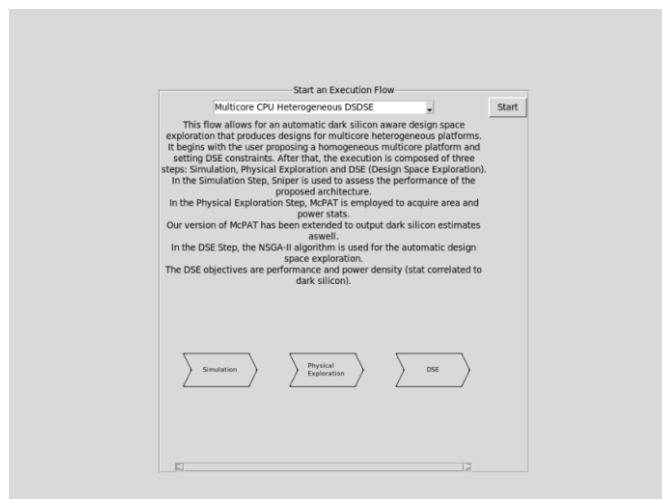 Start an Execution Flow
Multicore CPU Heterogeneous DSDSE
Start
This flow allows for an automatic dark silicon aware design space
exploration that produces designs for multicore heterogeneous platforms.
It begins with the user proposing a homogeneous multicore platform and
setting DSE constraints. After that, the execution is composed of three
steps: Simulation, Physical Exploration and DSE (Design Space Exploration).
In the Simulation Step, Sniper is used to assess the performance of the
proposed architecture.
In the Physical Exploration Step, McPAT is employed to acquire area and
power stats.
Our version of McPAT has been extended to output dark silicon estimates
aswell.
In the DSE Step, the NSGA-II algorithm is used for the automatic design
space exploration.
The DSE objectives are performance and power density (stat correlated to
dark silicon).
Simulation
Physical
Exploration
DSE